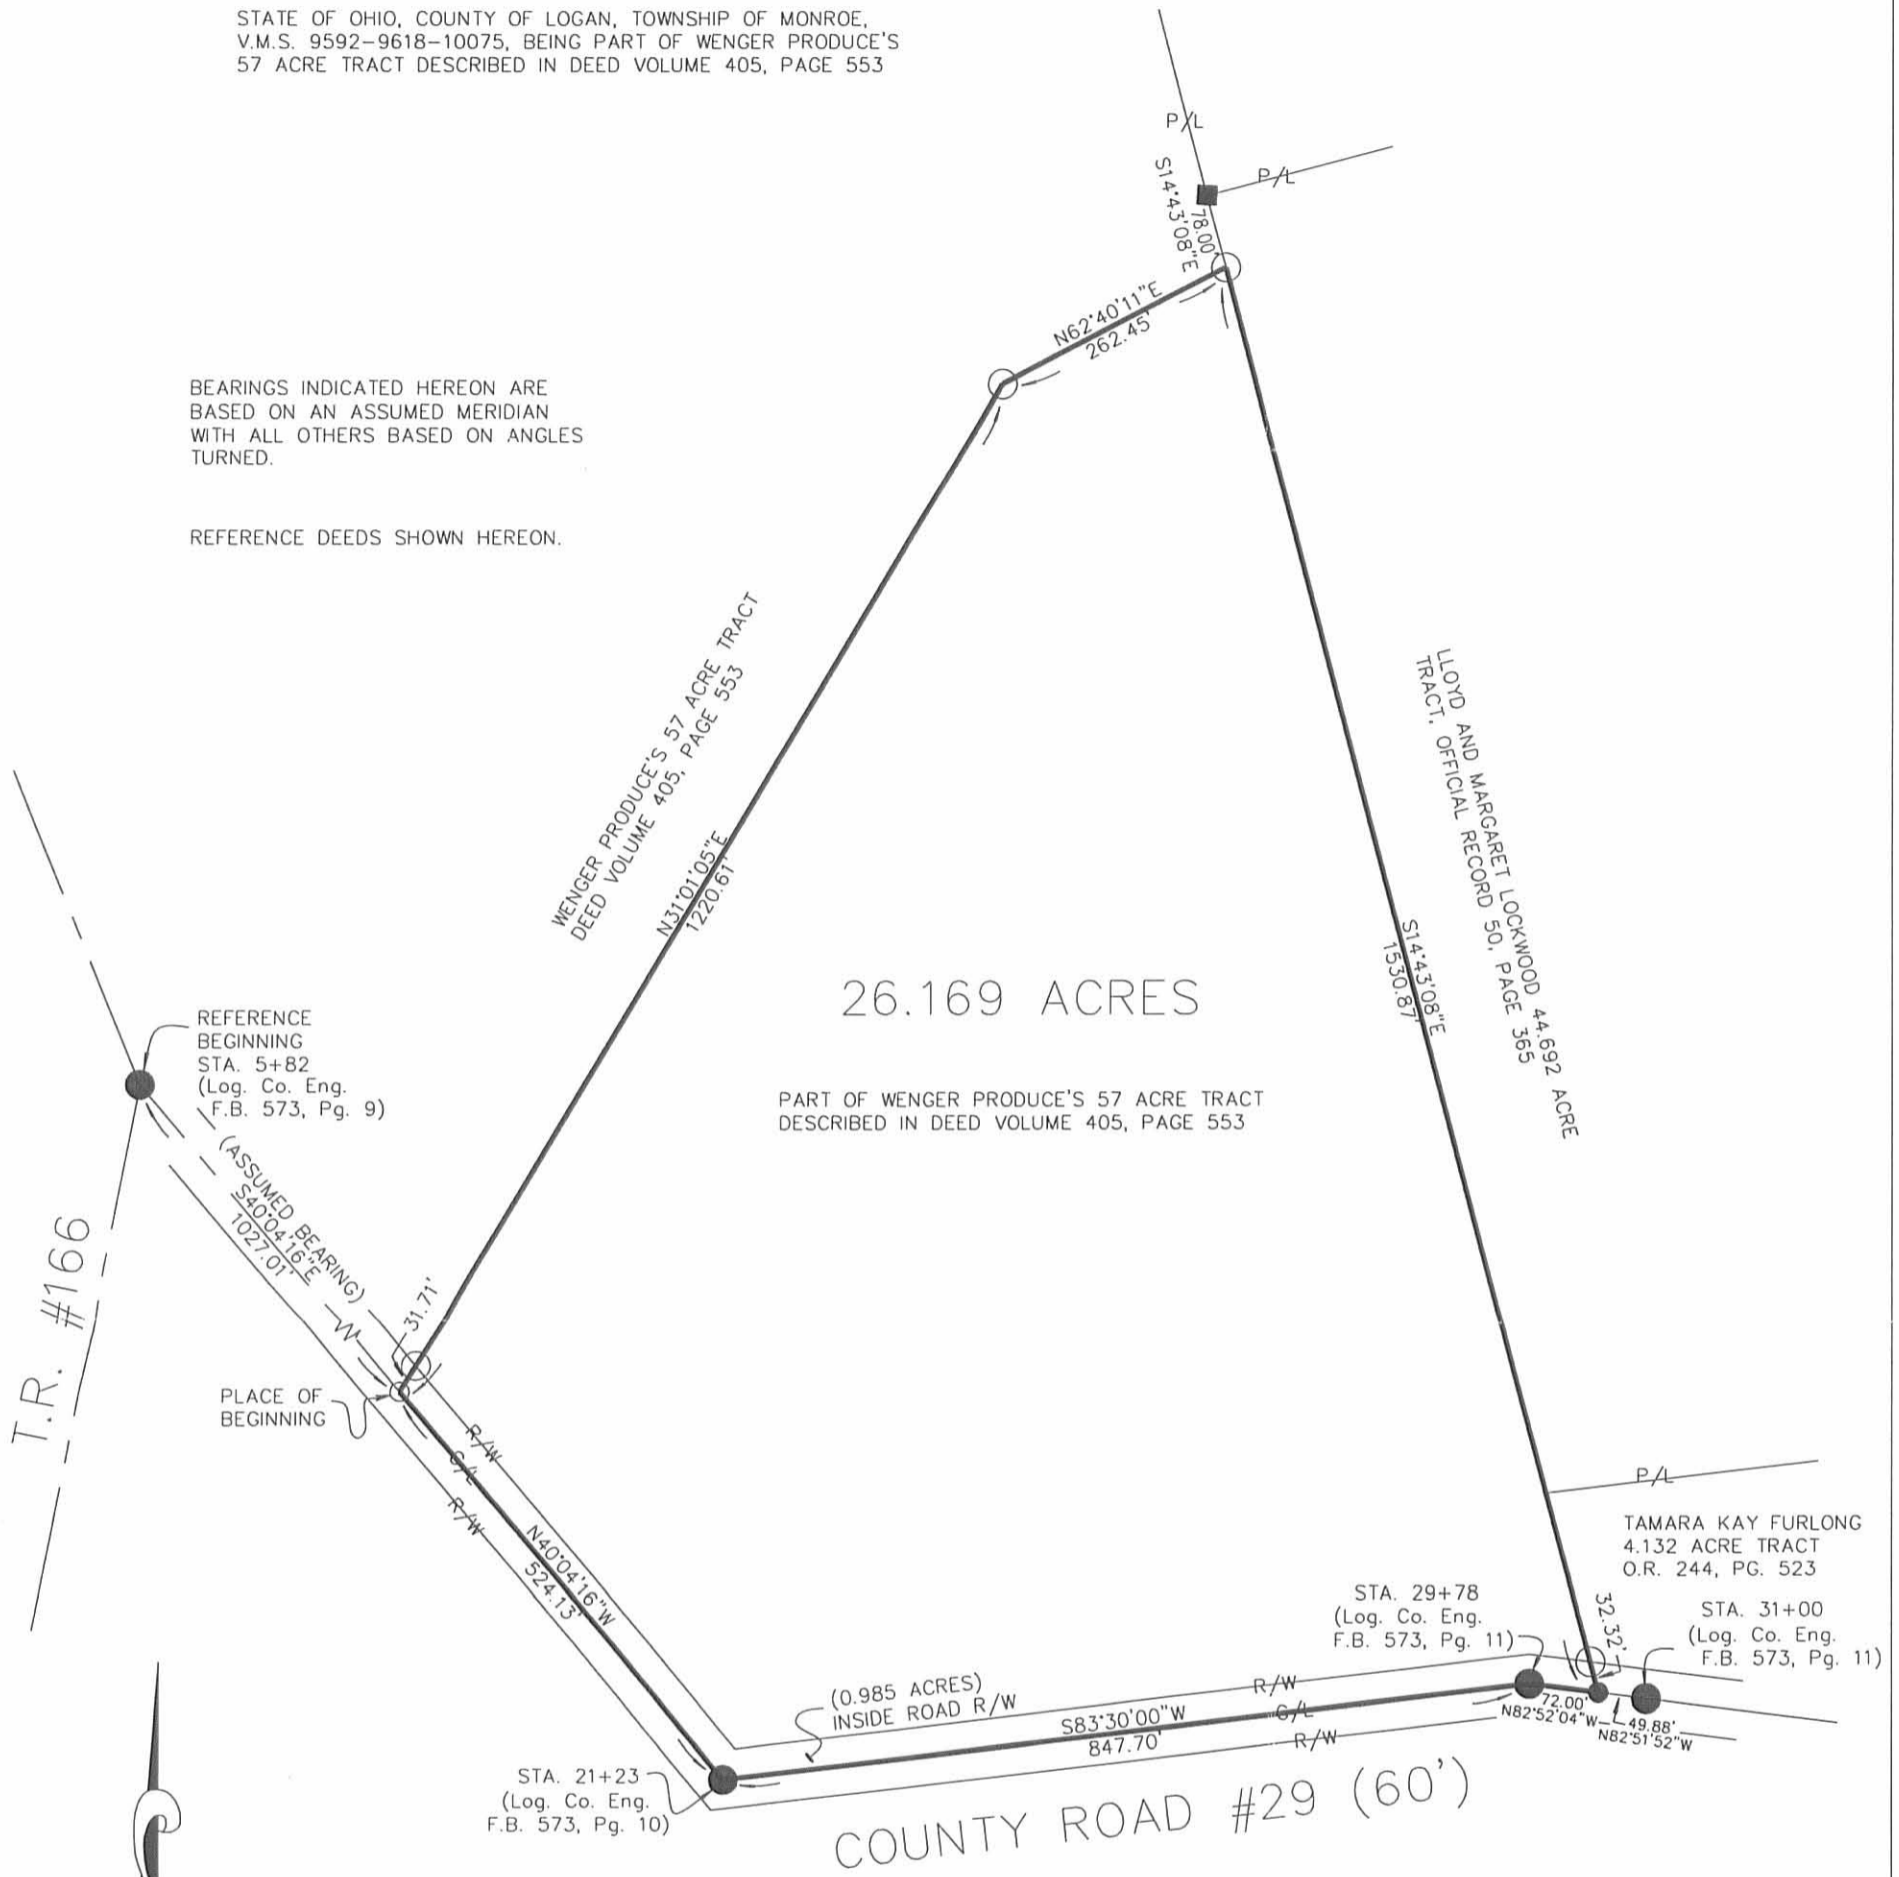 STATE OF OHIO, COUNTY OF LOGAN, TOWNSHIP OF MONROE,
V.M.S. 9592-9618-10075, BEING PART OF WENGER PRODUCE'S
57 ACRE TRACT DESCRIBED IN DEED VOLUME 405, PAGE 553
P/L
P/L
S14°43'08"E
78.00'
N62°40'11"E
262.45'
BEARINGS INDICATED HEREON ARE
BASED ON AN ASSUMED MERIDIAN
WITH ALL OTHERS BASED ON ANGLES
TURNED.
REFERENCE DEEDS SHOWN HEREON.
WENGER PRODUCE'S 57 ACRE TRACT
DEED VOLUME 405, PAGE 553
N31°01'05"E
1220.61'
LLOYD AND MARGARET LOCKWOOD 44.692 ACRE
TRACT, OFFICIAL RECORD 50, PAGE 365
S14°43'08"E
1530.87'
26.169 ACRES
PART OF WENGER PRODUCE'S 57 ACRE TRACT
DESCRIBED IN DEED VOLUME 405, PAGE 553
REFERENCE
BEGINNING
STA. 5+82
(Log. Co. Eng.
F.B. 573, Pg. 9)
(ASSUMED BEARING)
S40°04'16"E
1027.01'
T.R. #166
31.71'
PLACE OF
BEGINNING
R/W
C/L
R/W
N40°04'16"W
524.13'
P/L
TAMARA KAY FURLONG
4.132 ACRE TRACT
O.R. 244, PG. 523
STA. 29+78
(Log. Co. Eng.
F.B. 573, Pg. 11)
32.32'
STA. 31+00
(Log. Co. Eng.
F.B. 573, Pg. 11)
(0.985 ACRES)
INSIDE ROAD R/W
R/W
S83°30'00"W
C/L
847.70'
R/W
72.00'
N82°52'04"W
49.88'
N82°51'52"W
STA. 21+23
(Log. Co. Eng.
F.B. 573, Pg. 10)
COUNTY ROAD #29 (60')